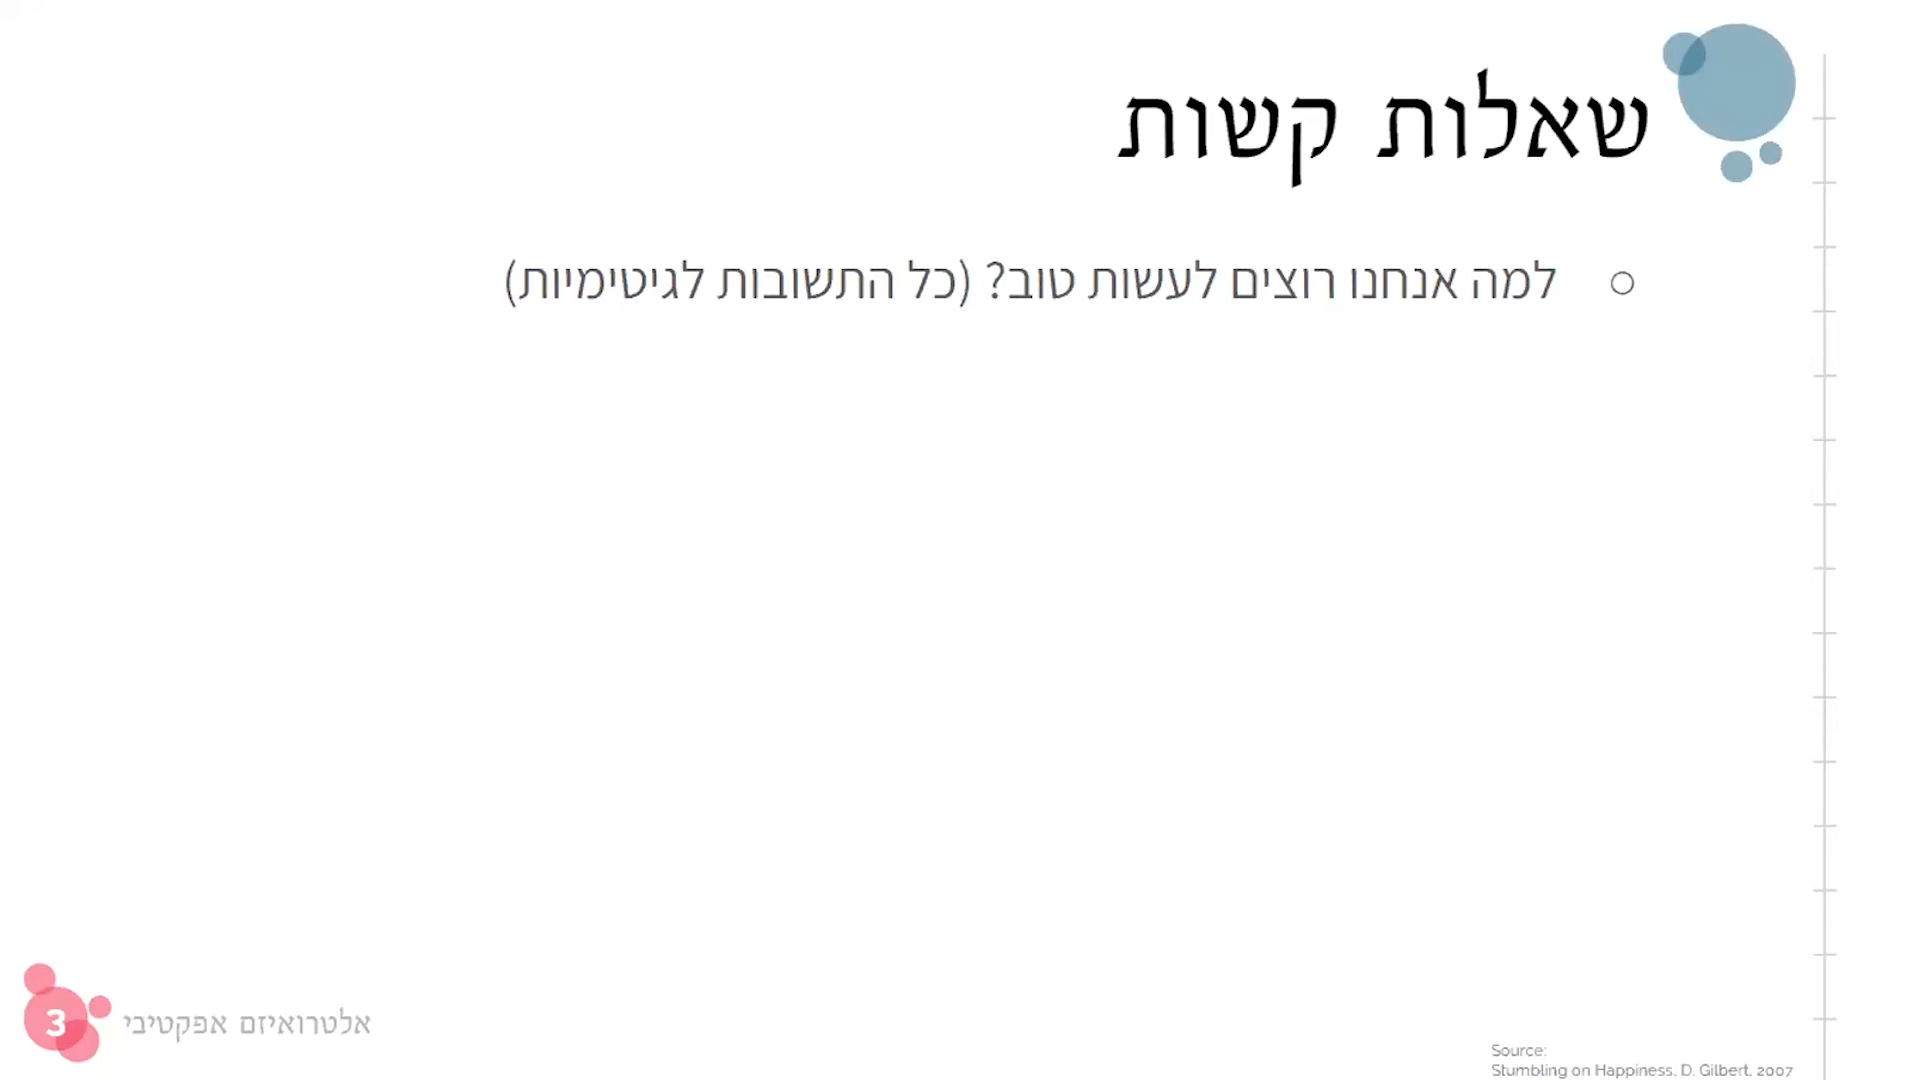 שאלות קשות
○ למה אנחנו רוצים לעשות טוב? (כל התשובות לגיטימיות)
3
אלטרואיזם אפקטיבי
Source:
Stumbling on Happiness, D. Gilbert, 2007